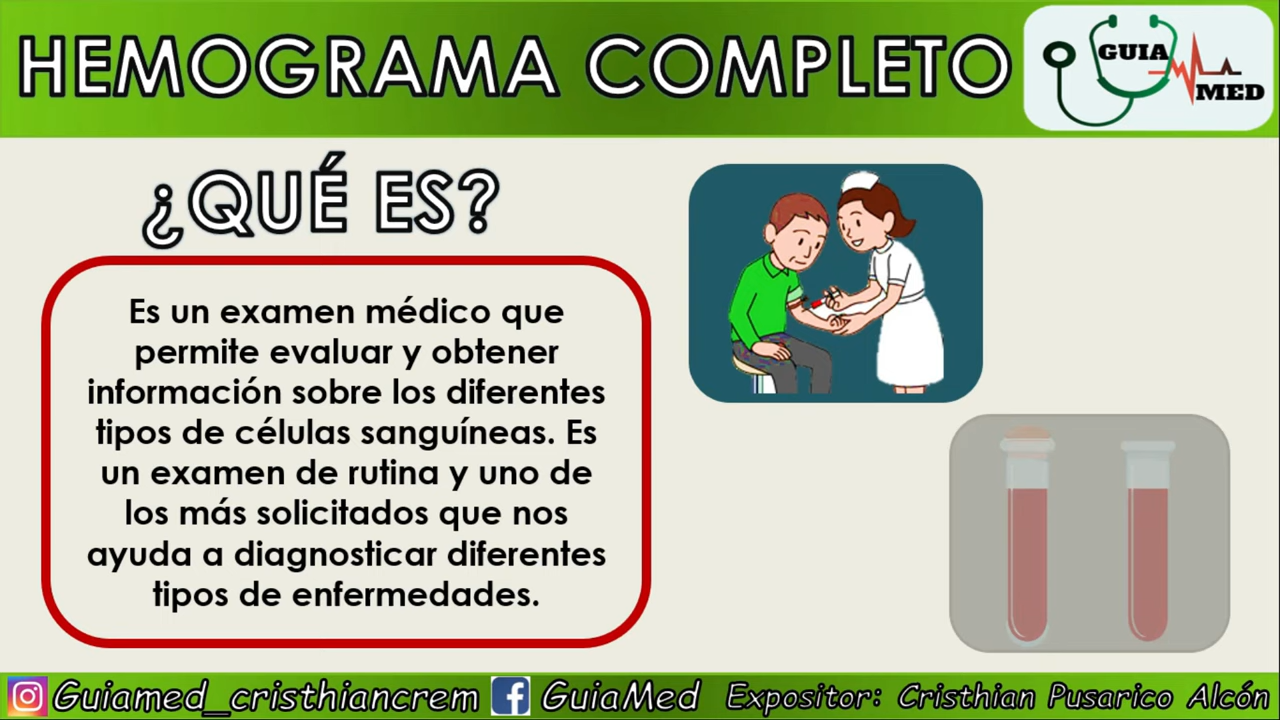 HEMOGRAMA COMPLETO
GUIA
MED
¿QUÉ ES?
Es un examen médico que
permite evaluar y obtener
información sobre los diferentes
tipos de células sanguíneas. Es
un examen de rutina y uno de
los más solicitados que nos
ayuda a diagnosticar diferentes
tipos de enfermedades.
Guiamed_cristhiancrem GuiaMed Expositor: Cristhian Pusarico Alcón